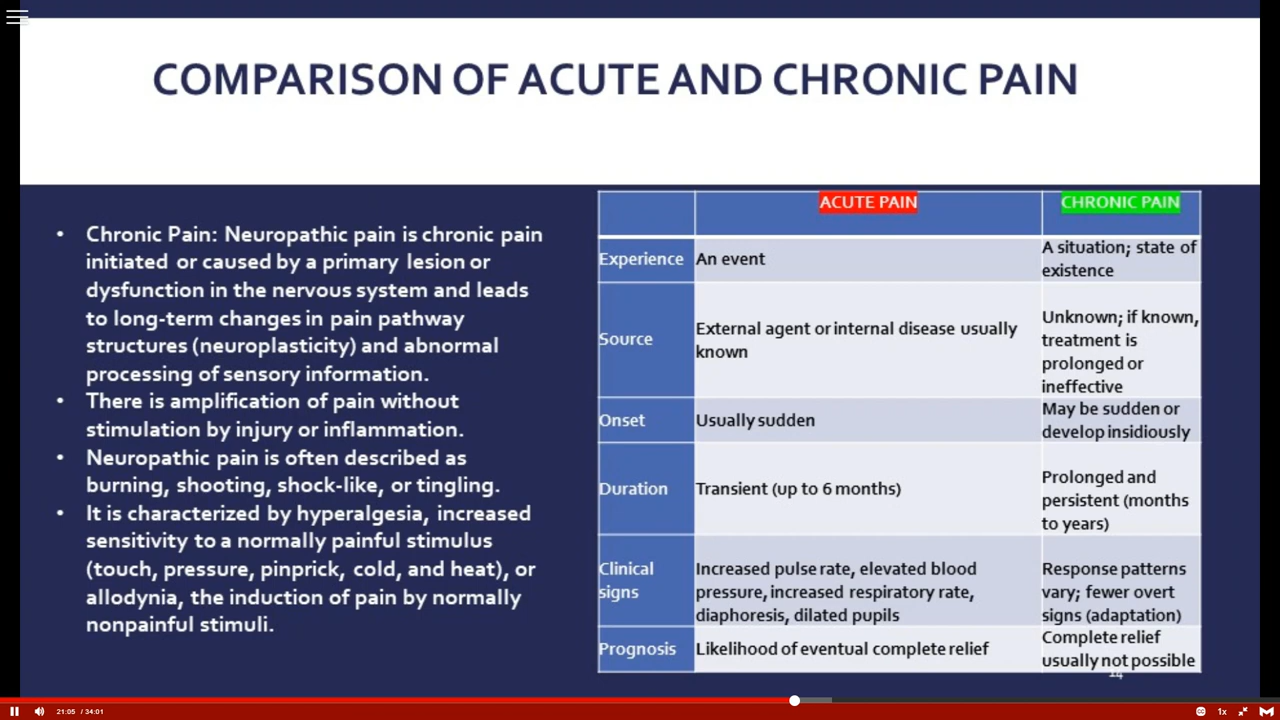 COMPARISON OF ACUTE AND CHRONIC PAIN
• Chronic Pain: Neuropathic pain is chronic pain
initiated or caused by a primary lesion or
dysfunction in the nervous system and leads
to long-term changes in pain pathway
structures (neuroplasticity) and abnormal
processing of sensory information.
• There is amplification of pain without
stimulation by injury or inflammation.
• Neuropathic pain is often described as
burning, shooting, shock-like, or tingling.
• It is characterized by hyperalgesia, increased
sensitivity to a normally painful stimulus
(touch, pressure, pinprick, cold, and heat), or
allodynia, the induction of pain by normally
nonpainful stimuli.
ACUTE PAIN
CHRONIC PAIN
Experience
An event
A situation; state of
existence
Source
External agent or internal disease usually
known
Unknown; if known,
treatment is
prolonged or
ineffective
Onset
Usually sudden
May be sudden or
develop insidiously
Duration
Transient (up to 6 months)
Prolonged and
persistent (months
to years)
Clinical
signs
Increased pulse rate, elevated blood
pressure, increased respiratory rate,
diaphoresis, dilated pupils
Response patterns
vary; fewer overt
signs (adaptation)
Prognosis
Likelihood of eventual complete relief
Complete relief
usually not possible
14
21:05 / 34:01
1x